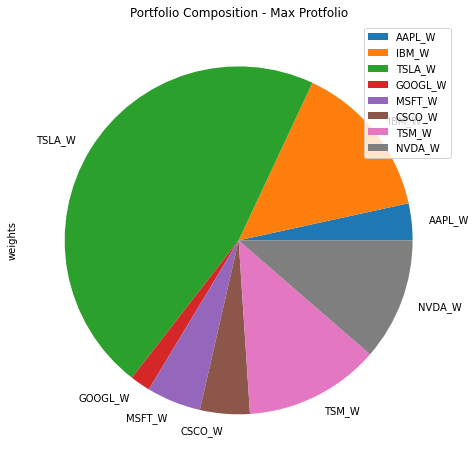 Portfolio Composition - Max Protfolio
AAPL_W
IBM_W
TSLA_W
GOOGL_W
MSFT_W
CSCO_W
TSM_W
NVDA_W
TSLA_W
AAPL_W
weights
NVDA_W
GOOGL_W
TSM_W
MSFT_W
CSCO_W